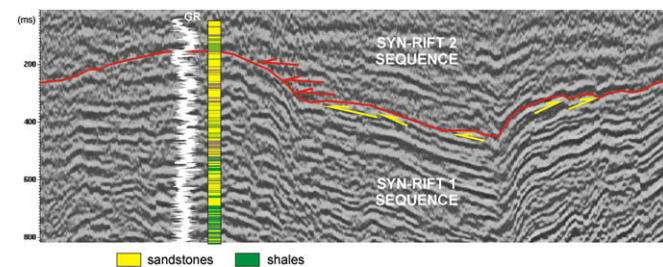 (ms)
GR
SYN-RIFT 2
SEQUENCE
200
400
SYN-RIFT 1
SEQUENCE
600
800
sandstones
shales